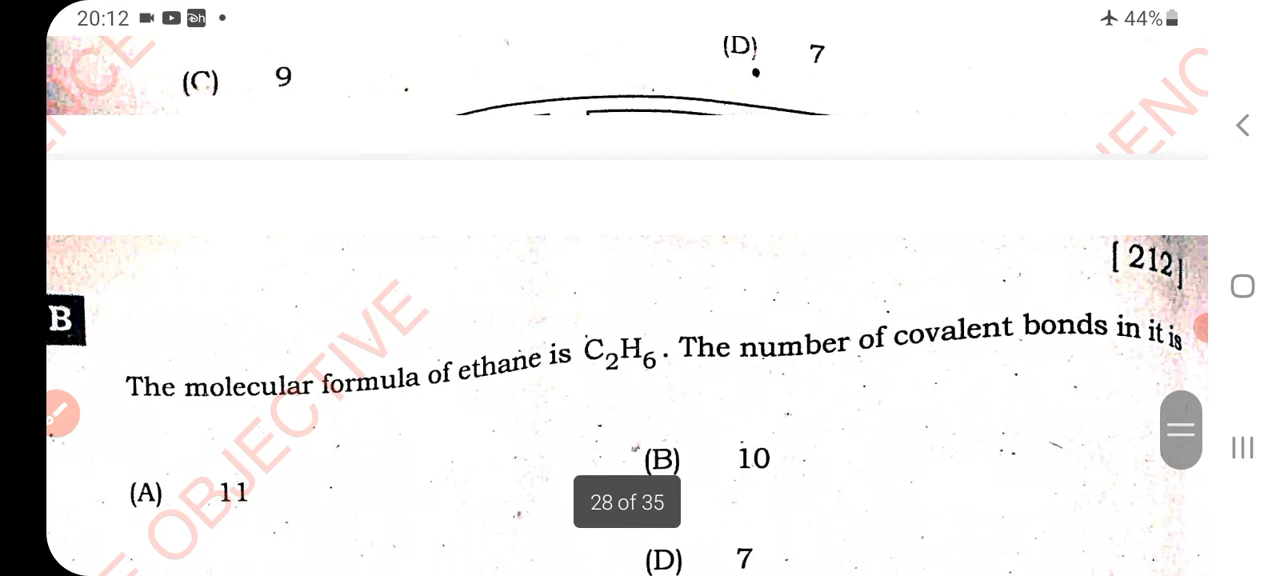 20:12
44%
(D) 7
(C) 9
[ 212 ]
B
The molecular formula of ethane is C₂H₆. The number of covalent bonds in it is
(B) 10
(A) 11
28 of 35
(D) 7
OBJECTIVE